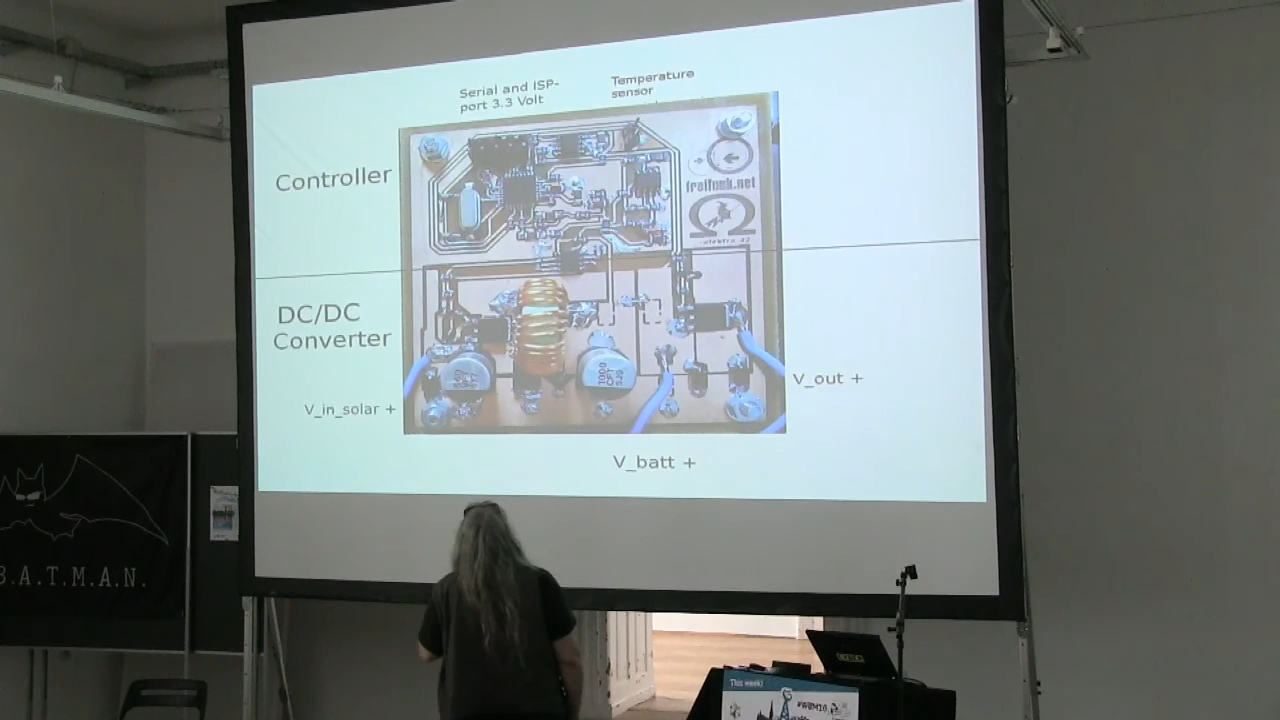 Serial and ISP-
port 3.3 Volt
Temperature
sensor
Controller
freifunk.net
DC/DC
Converter
V_in_solar +
V_out +
V_batt +
B.A.T.M.A.N.
This week!